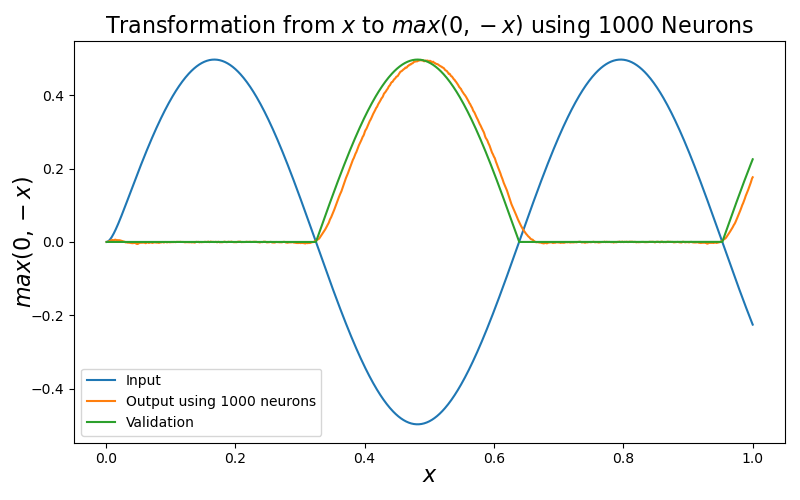 Transformation from x to max(0, −x) using 1000 Neurons
max(0, −x)
0.4
0.2
0.0
−0.2
−0.4
Input
Output using 1000 neurons
Validation
0.0 0.2 0.4 0.6 0.8 1.0
x